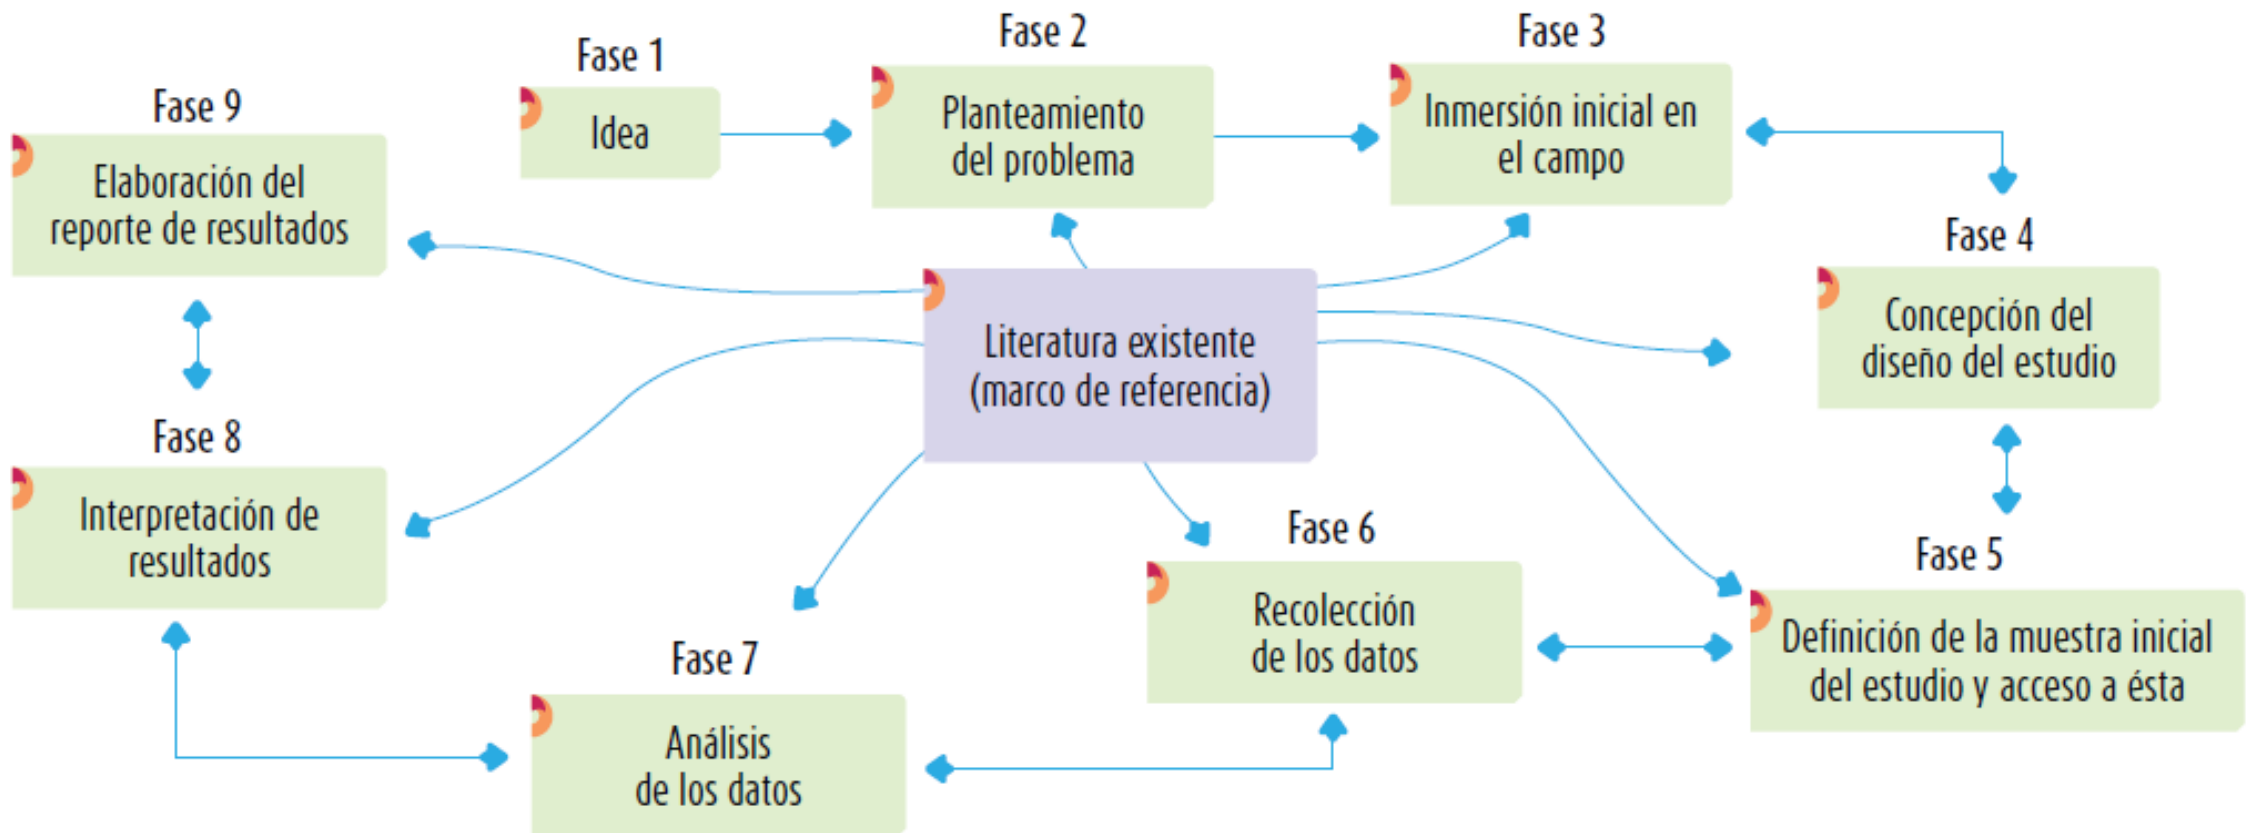 Fase 1
Idea
Fase 2
Planteamiento
del problema
Fase 3
Inmersión inicial en
el campo
Fase 4
Concepción del
diseño del estudio
Fase 5
Definición de la muestra inicial
del estudio y acceso a ésta
Fase 6
Recolección
de los datos
Fase 7
Análisis
de los datos
Fase 8
Interpretación de
resultados
Fase 9
Elaboración del
reporte de resultados
Literatura existente
(marco de referencia)